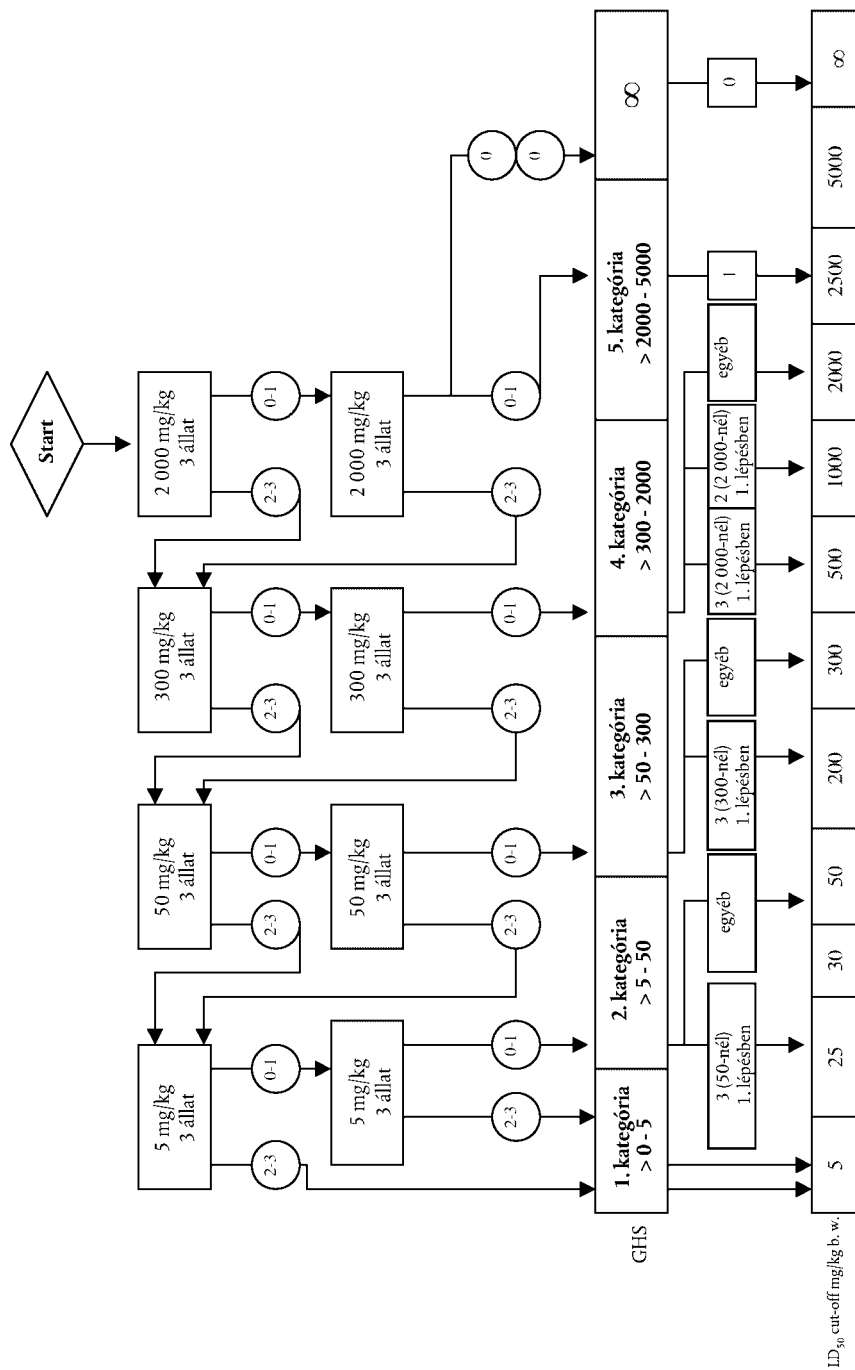 Start
5 mg/kg
3 állat
50 mg/kg
3 állat
300 mg/kg
3 állat
2 000 mg/kg
3 állat
2-3
0-1
2-3
0-1
2-3
0-1
2-3
0-1
5 mg/kg
3 állat
50 mg/kg
3 állat
300 mg/kg
3 állat
2 000 mg/kg
3 állat
2-3
0-1
2-3
0-1
2-3
0-1
2-3
0-1
0
0
GHS
1. kategória
> 0 - 5
2. kategória
> 5 - 50
3. kategória
> 50 - 300
4. kategória
> 300 - 2000
5. kategória
> 2000 - 5000
∞
3 (50-nél)
1. lépésben
egyéb
3 (300-nél)
1. lépésben
egyéb
3 (2 000-nél)
1. lépésben
2 (2 000-nél)
1. lépésben
egyéb
1
0
LD50 cut-off mg/kg b. w.
5
25
30
50
200
300
500
1000
2000
2500
5000
∞